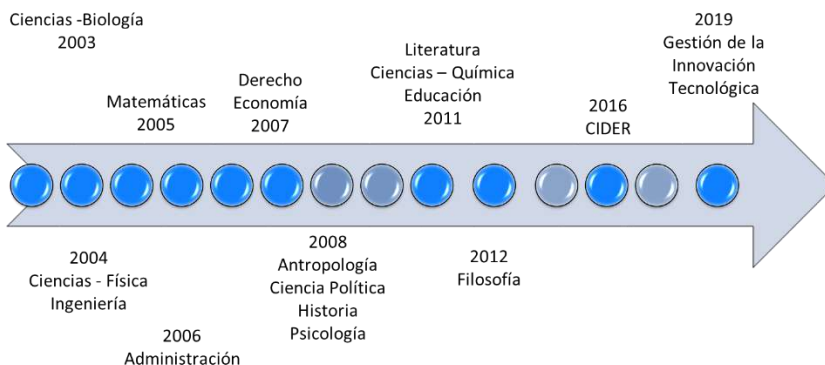 Ciencias -Biología
2003
2004
Ciencias - Física
Ingeniería
Matemáticas
2005
2006
Administración
Derecho
Economía
2007
2008
Antropología
Ciencia Política
Historia
Psicología
Literatura
Ciencias – Química
Educación
2011
2012
Filosofía
2016
CIDER
2019
Gestión de la
Innovación
Tecnológica